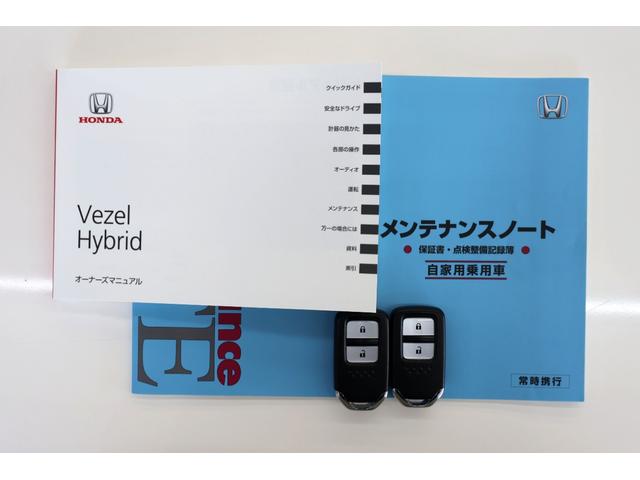 HONDA
Vezel
Hybrid
オーナーズマニュアル
クイックガイド
安全なドライブ
計器の見かた
各部の操作
オーディオ
運転
メンテナンス
万一の場合には
資料
索引
メンテナンスノート
保証書・点検整備記録簿
自家用乗用車
常時携行